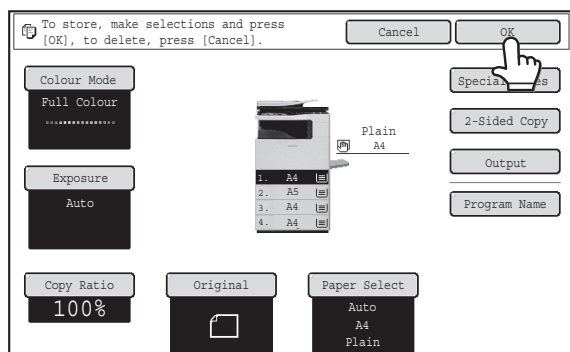 To store, make selections and press
[OK], to delete, press [Cancel].
Cancel
OK
Colour Mode
Full Colour
Special
2-Sided Copy
Output
Program Name
Exposure
Auto
Plain
A4
1. A4
2. A5
3. A4
4. A4
Copy Ratio
100%
Original
Paper Select
Auto
A4
Plain